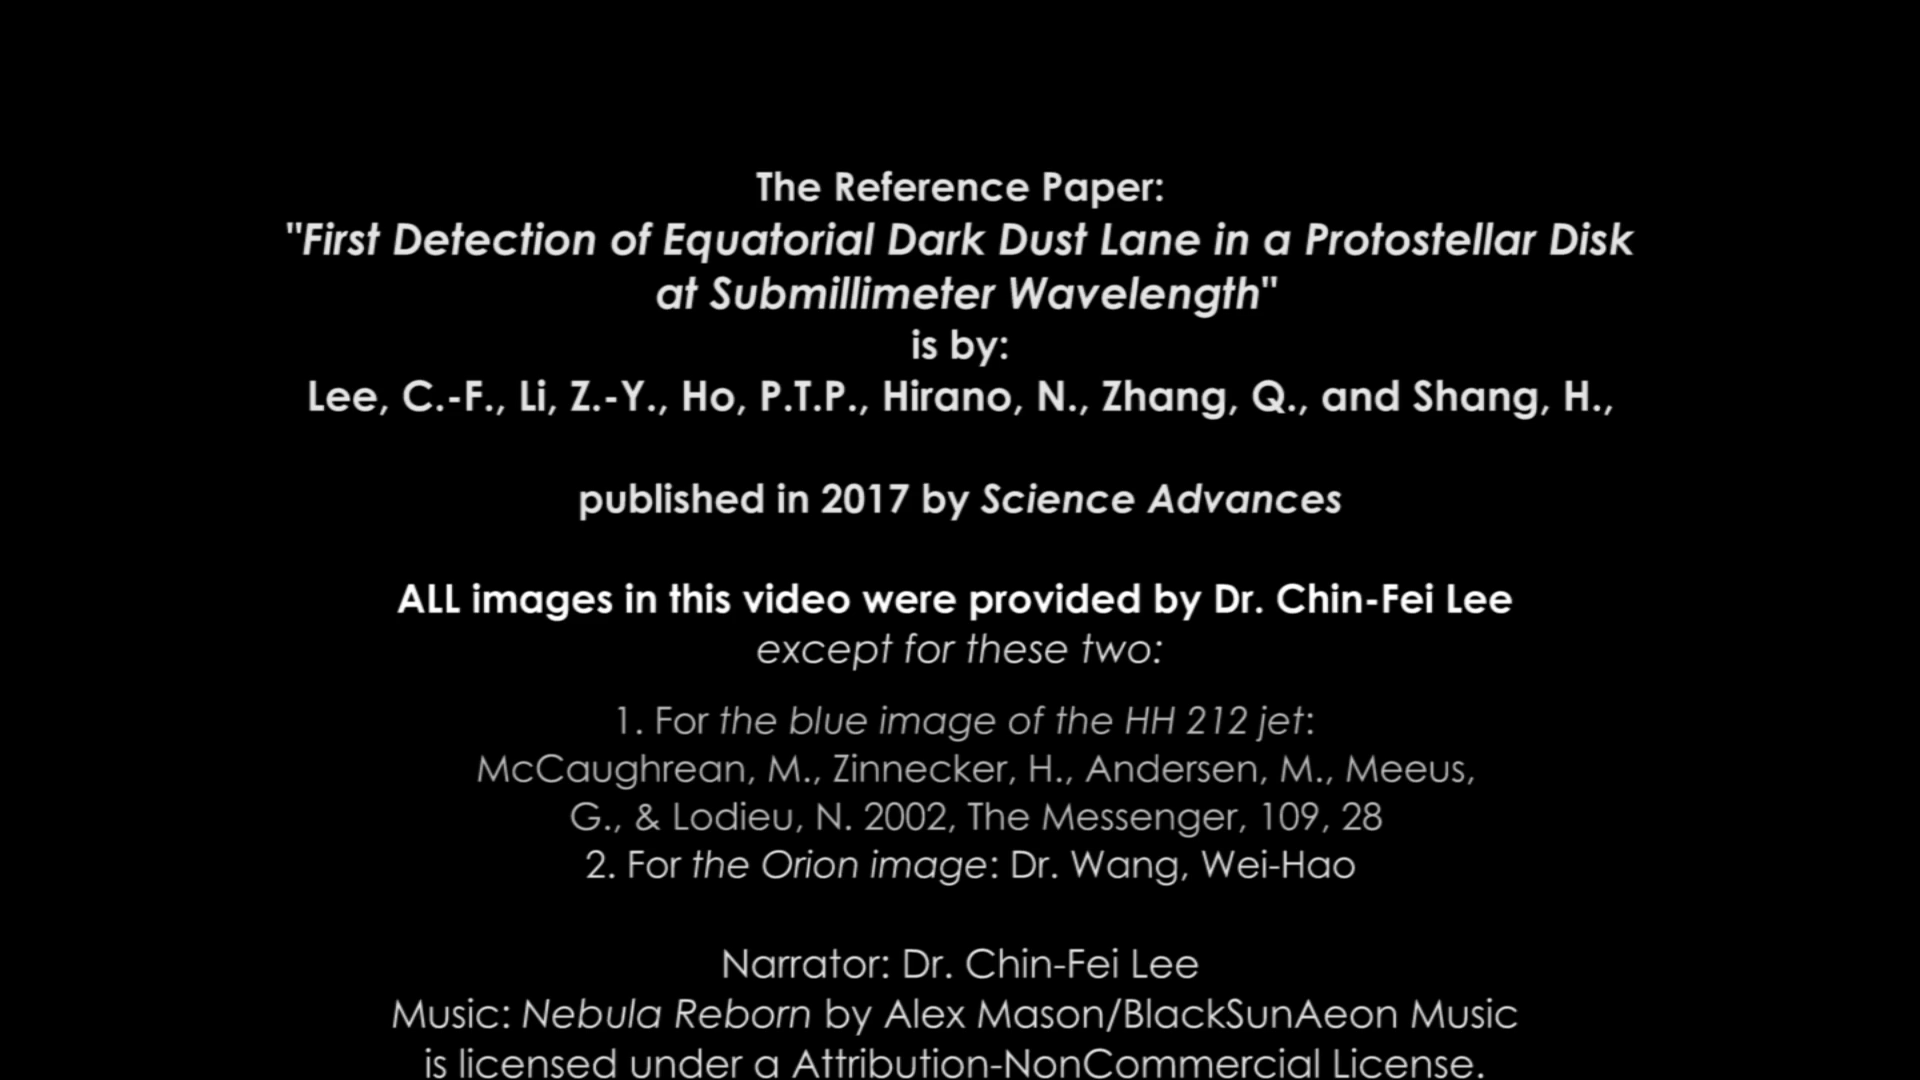 The Reference Paper:
"First Detection of Equatorial Dark Dust Lane in a Protostellar Disk
at Submillimeter Wavelength"
is by:
Lee, C.-F., Li, Z.-Y., Ho, P.T.P., Hirano, N., Zhang, Q., and Shang, H.,
published in 2017 by Science Advances
ALL images in this video were provided by Dr. Chin-Fei Lee
except for these two:
1. For the blue image of the HH 212 jet:
McCaughrean, M., Zinnecker, H., Andersen, M., Meeus,
G., & Lodieu, N. 2002, The Messenger, 109, 28
2. For the Orion image: Dr. Wang, Wei-Hao
Narrator: Dr. Chin-Fei Lee
Music: Nebula Reborn by Alex Mason/BlackSunAeon Music
is licensed under a Attribution-NonCommercial License.